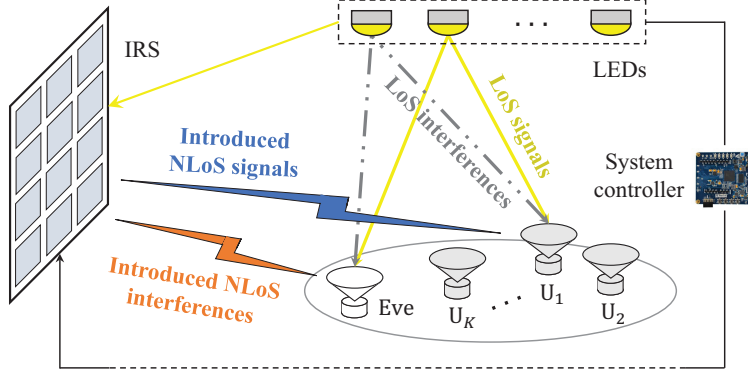 IRS
LEDs
LoS signals
LoS interferences
Introduced
NLoS signals
System
controller
Introduced NLoS
interferences
Eve
U_K
...
U_1
U_2